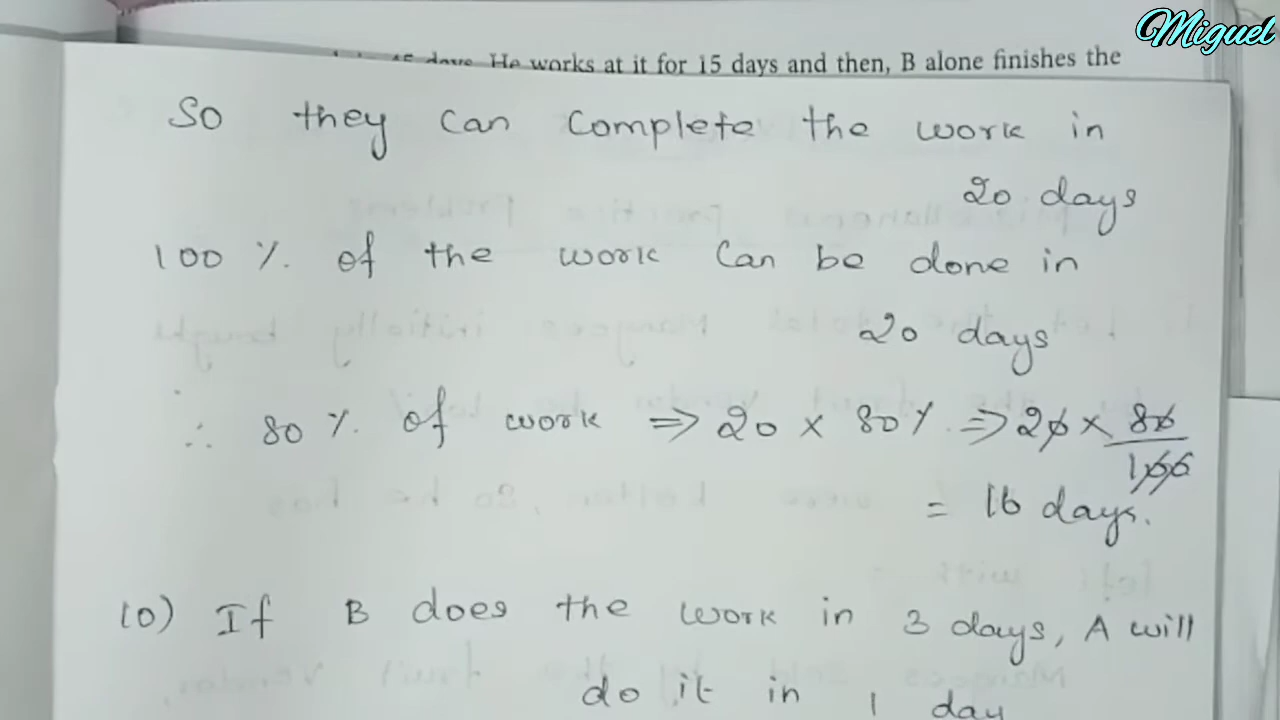 Miguel
days. He works at it for 15 days and then, B alone finishes the
So they can complete the work in
20 days
100 % of the work can be done in
20 days
∴ 80 % of work ⇒ 20 × 80% ⇒ 20 × 80/100
= 16 days.
10) If B does the work in 3 days, A will
do it in 1 day